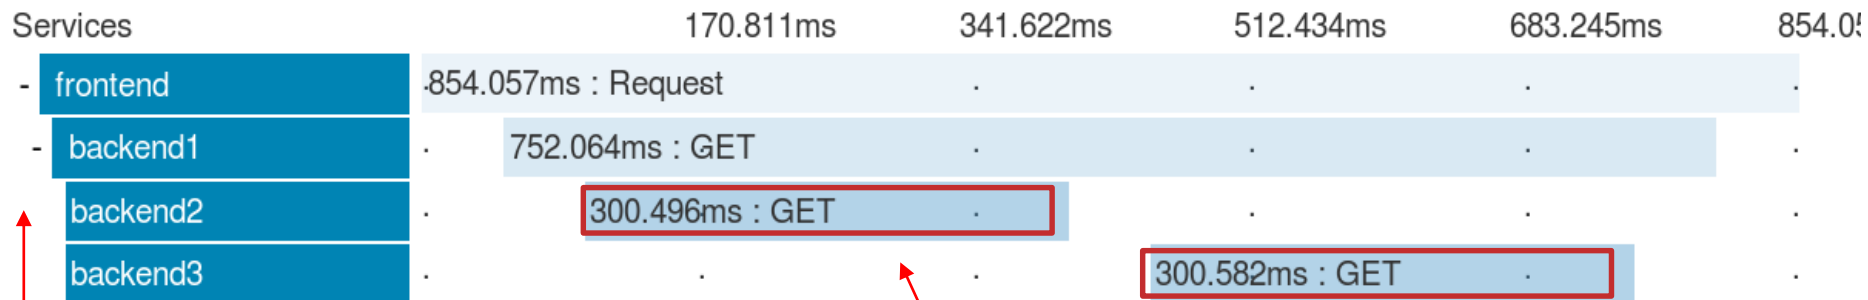 Services 170.811ms 341.622ms 512.434ms 683.245ms 854.05
- frontend 854.057ms : Request
- backend1 752.064ms : GET
backend2 300.496ms : GET
backend3 300.582ms : GET